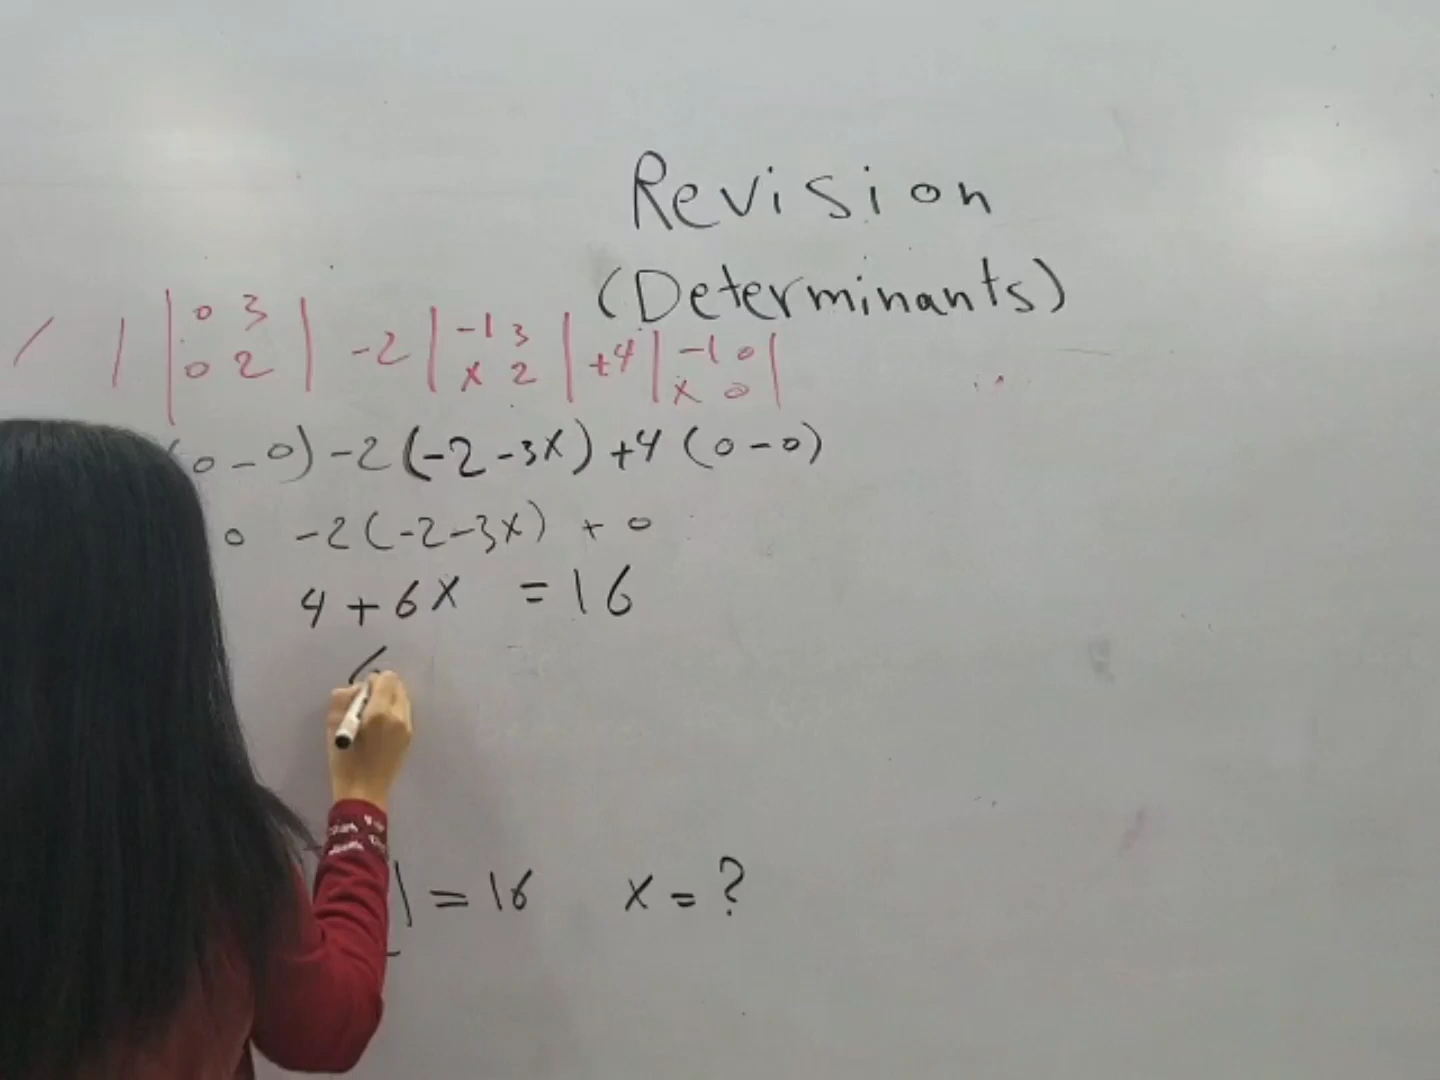 Revision
(Determinants)
1 | 0 3 | -2 | -1 3 | +4 | -1 0 |
| 0 2 | | x 2 | | x 0 |
(0-0) -2 (-2-3x) +4 (0-0)
0 -2(-2-3x) + 0
4 + 6x = 16
6
| = 16 x = ?